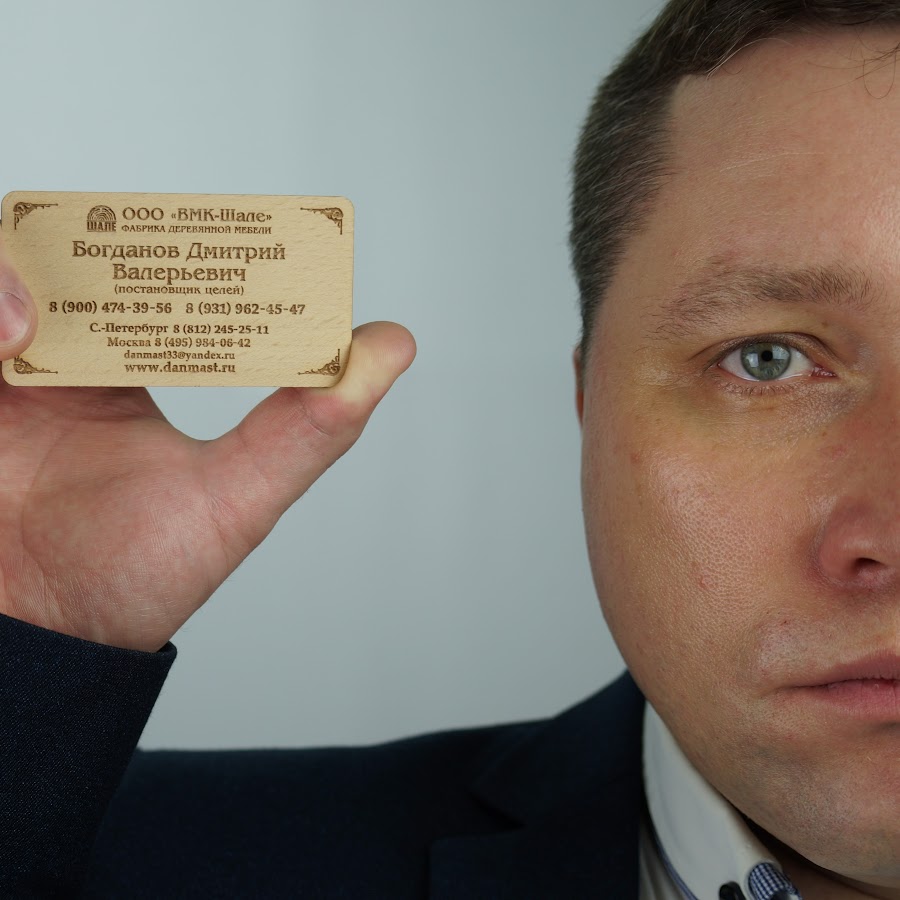 ШАЛЕ
ООО «ВМК-Шале»
ФАБРИКА ДЕРЕВЯННОЙ МЕБЕЛИ
Богданов Дмитрий
Валерьевич
(постановщик целей)
8 (900) 474-39-56 8 (931) 962-45-47
С.-Петербург 8 (812) 245-25-11
Москва 8 (495) 984-06-42
danmast33@yandex.ru
www.danmast.ru